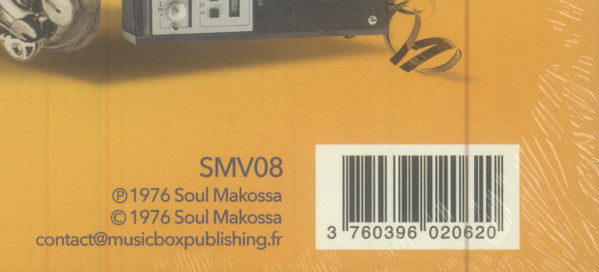 SMV08
℗ 1976 Soul Makossa
© 1976 Soul Makossa
contact@musicboxpublishing.fr
3 760396 020620